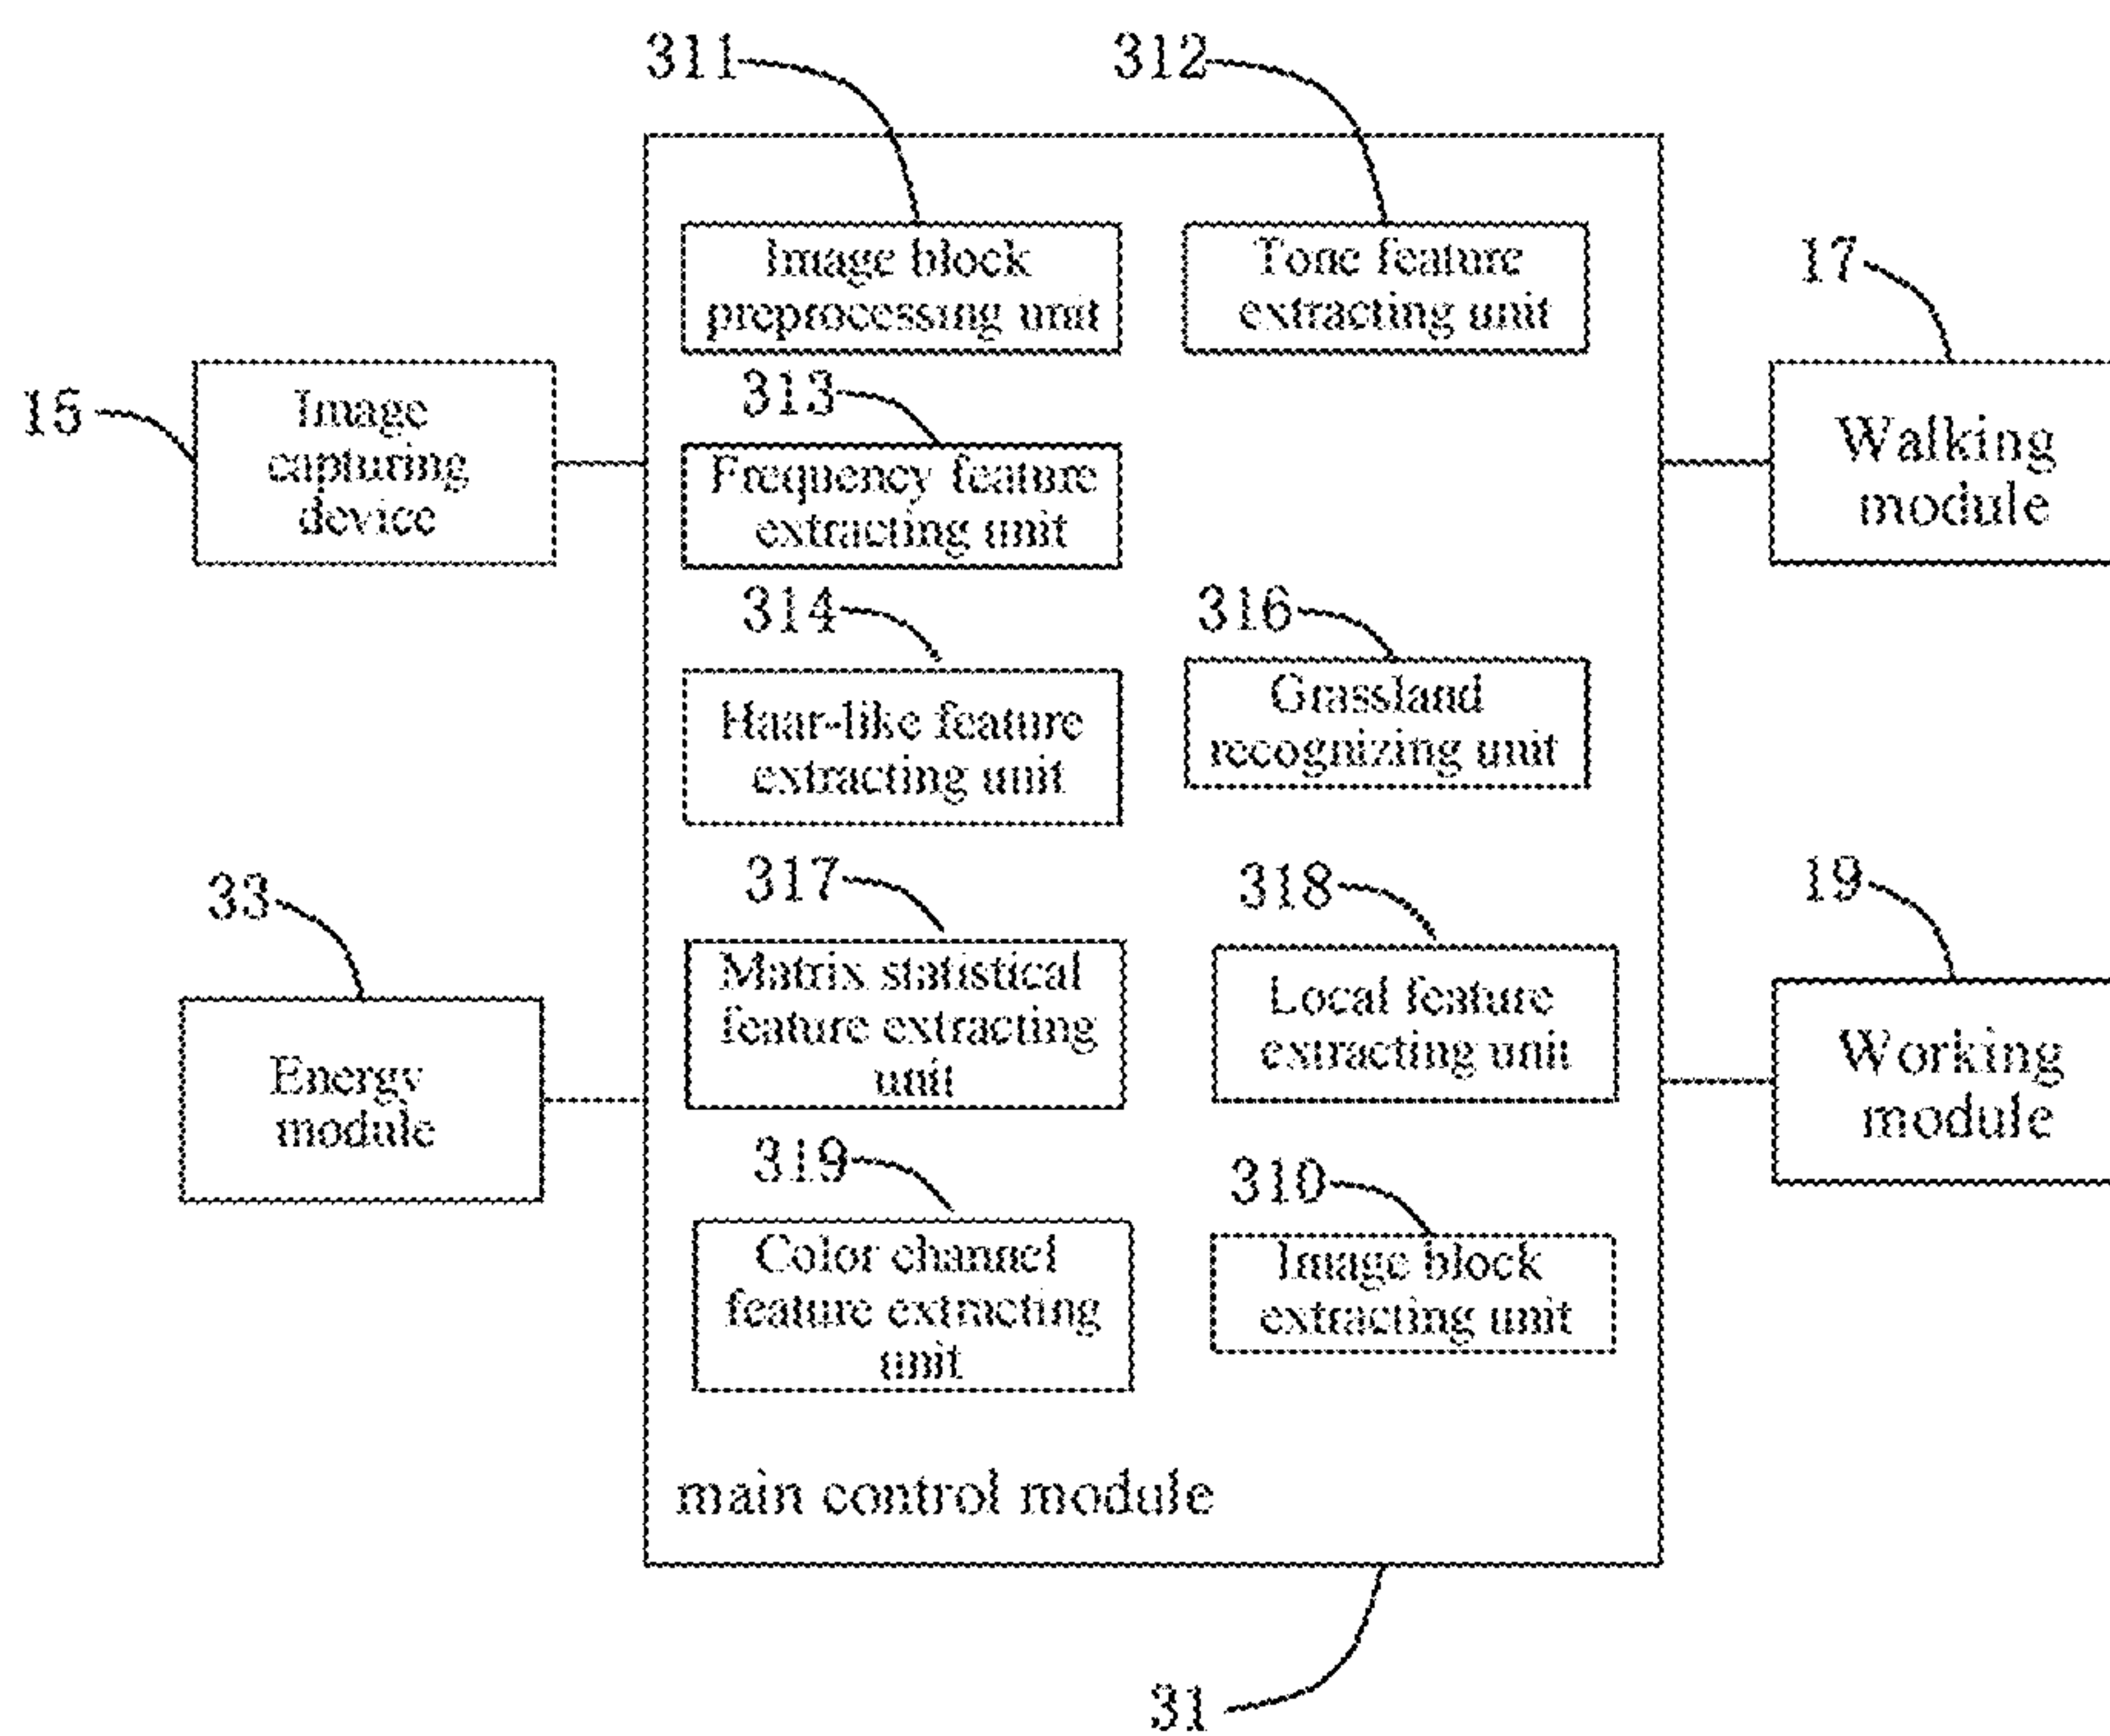 311
312
Image block
preprocessing unit
Tone feature
extracting unit
17
15
Image
capturing
device
313
Frequency feature
extracting unit
Walking
module
314
Haar-like feature
extracting unit
316
Grassland
recognizing unit
33
Energy
module
317
Matrix statistical
feature extracting
unit
318
Local feature
extracting unit
19
Working
module
319
Color channel
feature extracting
unit
310
Image block
extracting unit
main control module
31